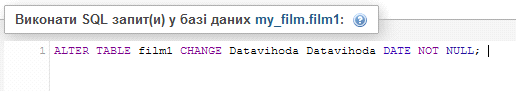 Виконати SQL запит(и) у базі даних my_film.film1:
1 ALTER TABLE film1 CHANGE Datavihoda Datavihoda DATE NOT NULL;